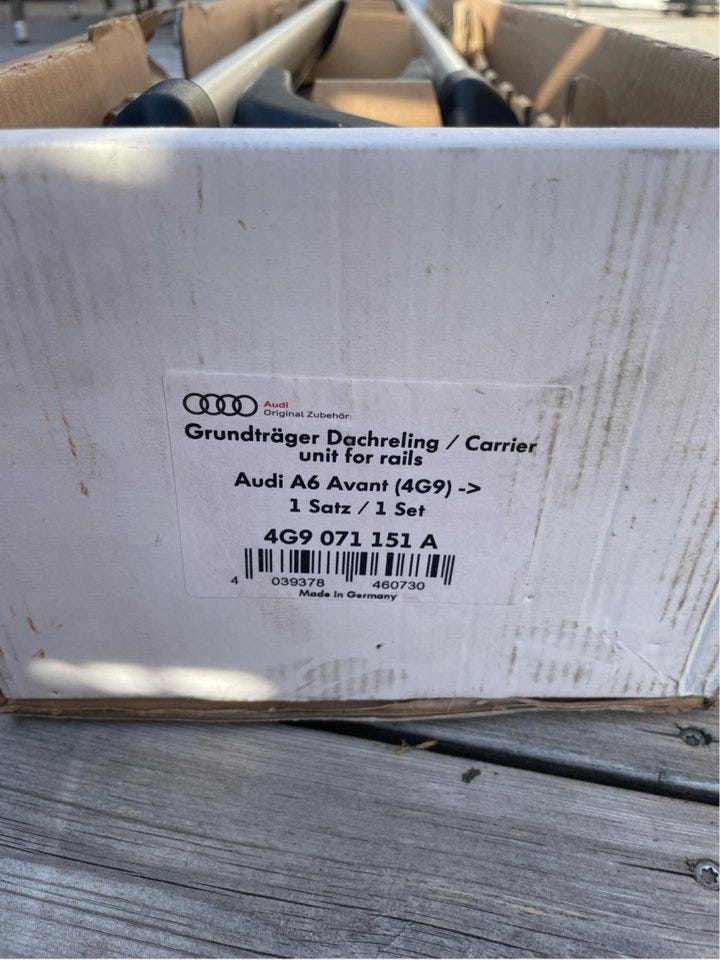 Audi
Original Zubehör
Grundträger Dachreling / Carrier
unit for rails
Audi A6 Avant (4G9) ->
1 Satz / 1 Set
4G9 071 151 A
4 039378 460730
Made in Germany